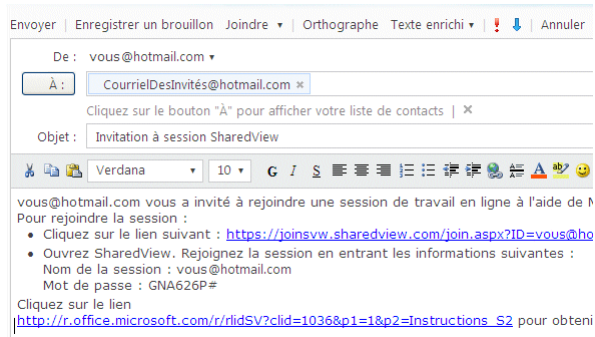 Envoyer | Enregistrer un brouillon Joindre | Orthographe Texte enrichi | Annuler
De : vous@hotmail.com
À : CourrielDesInvités@hotmail.com ×
Cliquez sur le bouton "À" pour afficher votre liste de contacts | ×
Objet : Invitation à session SharedView
Verdana 10 G I S
vous@hotmail.com vous a invité à rejoindre une session de travail en ligne à l'aide de
Pour rejoindre la session :
• Cliquez sur le lien suivant : https://joinsvw.sharedview.com/join.aspx?ID=vous@ho
• Ouvrez SharedView. Rejoignez la session en entrant les informations suivantes :
Nom de la session : vous@hotmail.com
Mot de passe : GNA626P#
Cliquez sur le lien
http://r.office.microsoft.com/r/rlidSV?clid=1036&p1=1&p2=Instructions_S2 pour obteni